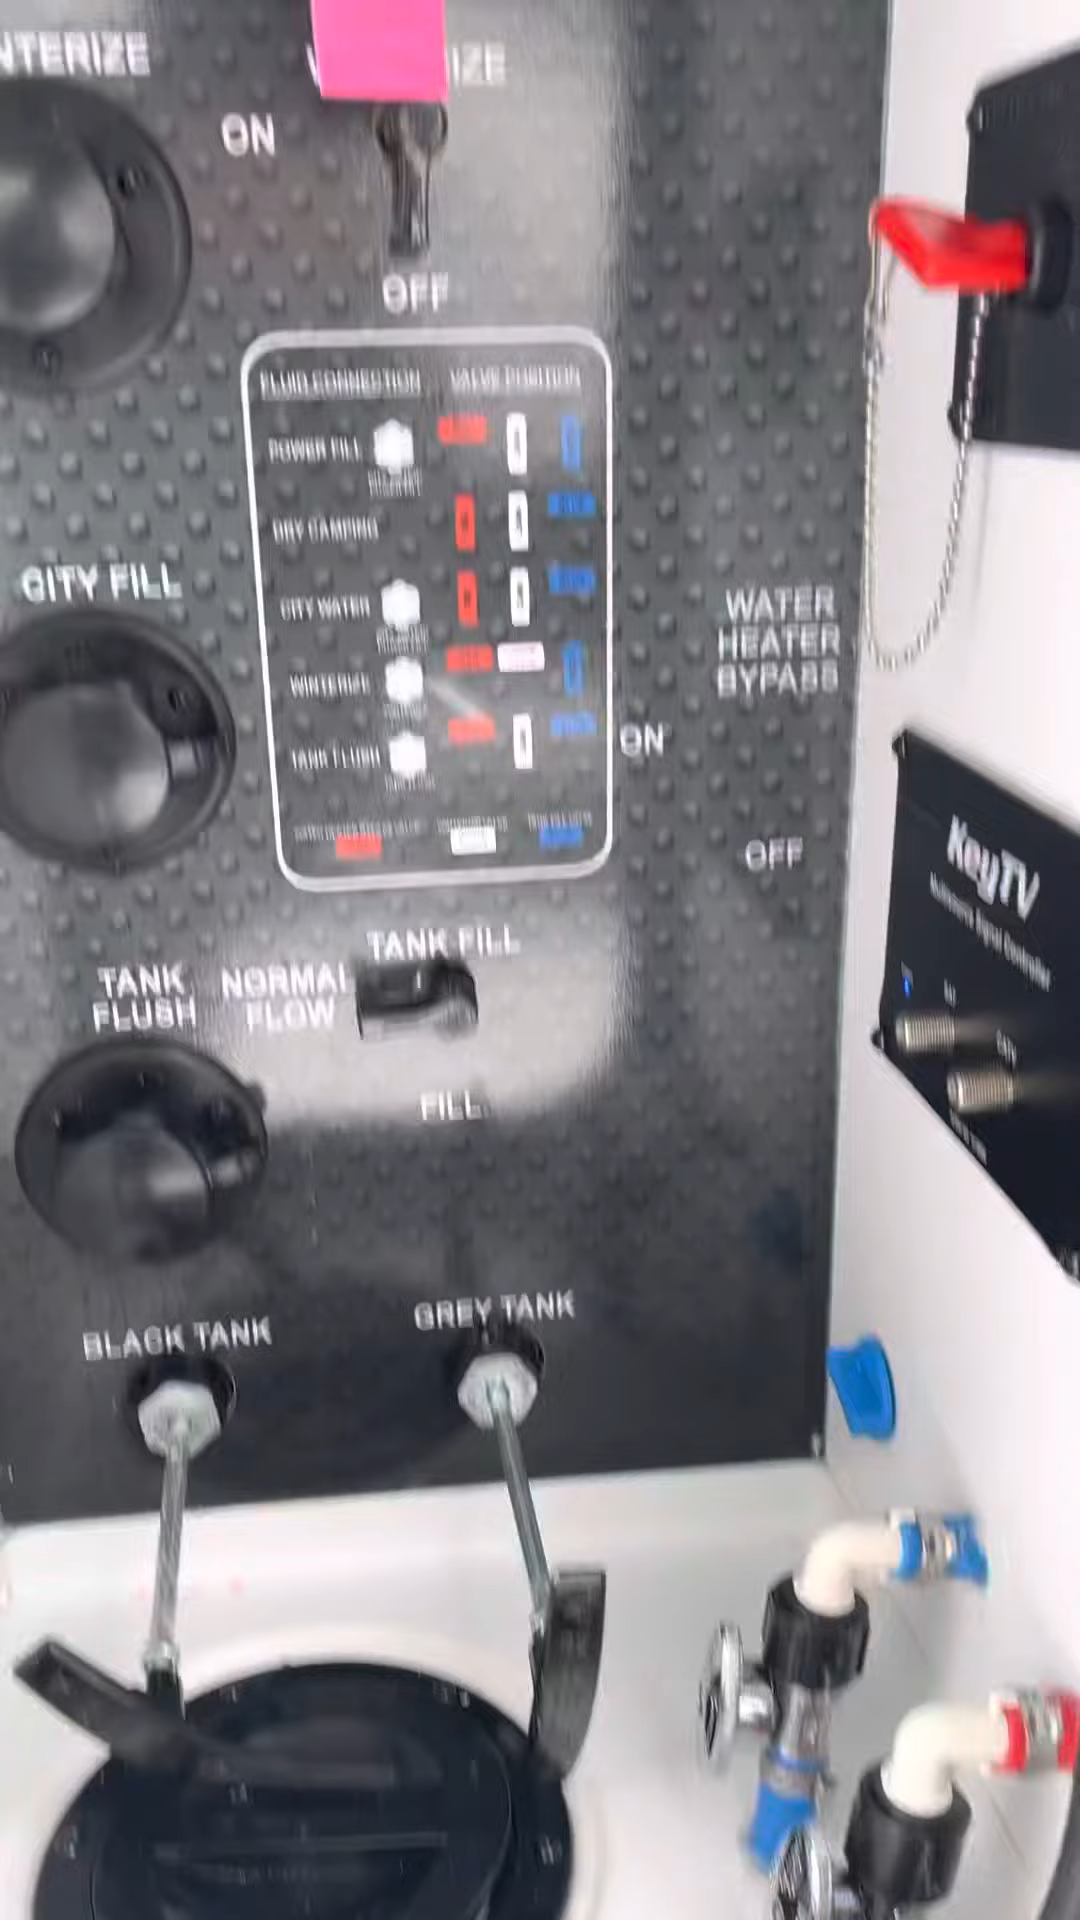 NTERIZE
IZE
ON
OFF
FLUID CONNECTION VALVE POSITION
POWER FILL
DRY CAMPING
CITY WATER
WINTERIZE
TANK FLUSH
CITY FILL
WATER
HEATER
BYPASS
ON
OFF
KeyTV
TANK FILL
TANK
FLUSH
NORMAL
FLOW
FILL
BLACK TANK
GREY TANK